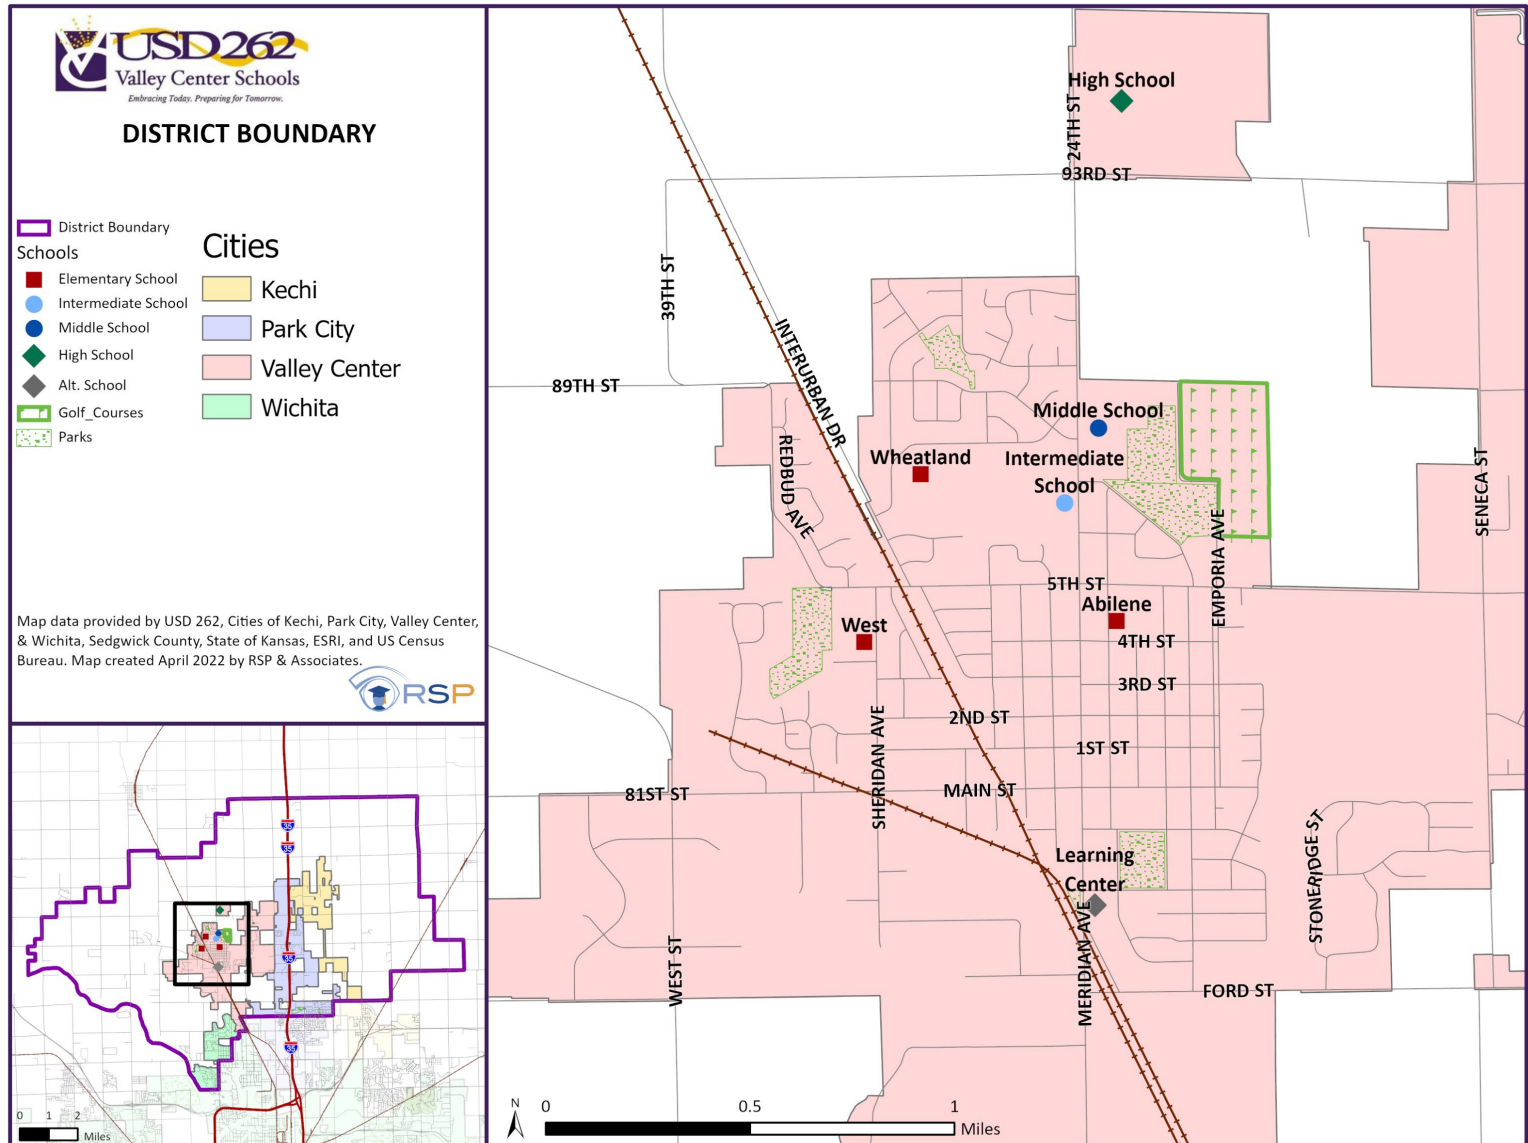 USD262
Valley Center Schools
Embracing Today. Preparing for Tomorrow.
DISTRICT BOUNDARY
District Boundary
Schools
Elementary School
Intermediate School
Middle School
High School
Alt. School
Golf_Courses
Parks
Cities
Kechi
Park City
Valley Center
Wichita
Map data provided by USD 262, Cities of Kechi, Park City, Valley Center,
& Wichita, Sedgwick County, State of Kansas, ESRI, and US Census
Bureau. Map created April 2022 by RSP & Associates.
RSP
35
35
35
35
0 1 2
Miles
High School
24TH ST
93RD ST
39TH ST
INTERURBAN DR
89TH ST
REDBUD AVE
Wheatland
Middle School
Intermediate
School
SENECA ST
EMPORIA AVE
5TH ST
Abilene
West
4TH ST
3RD ST
2ND ST
1ST ST
SHERIDAN AVE
81ST ST
MAIN ST
Learning
Center
STONERIDGE ST
WEST ST
MERIDIAN AVE
FORD ST
N
0 0.5 1
Miles